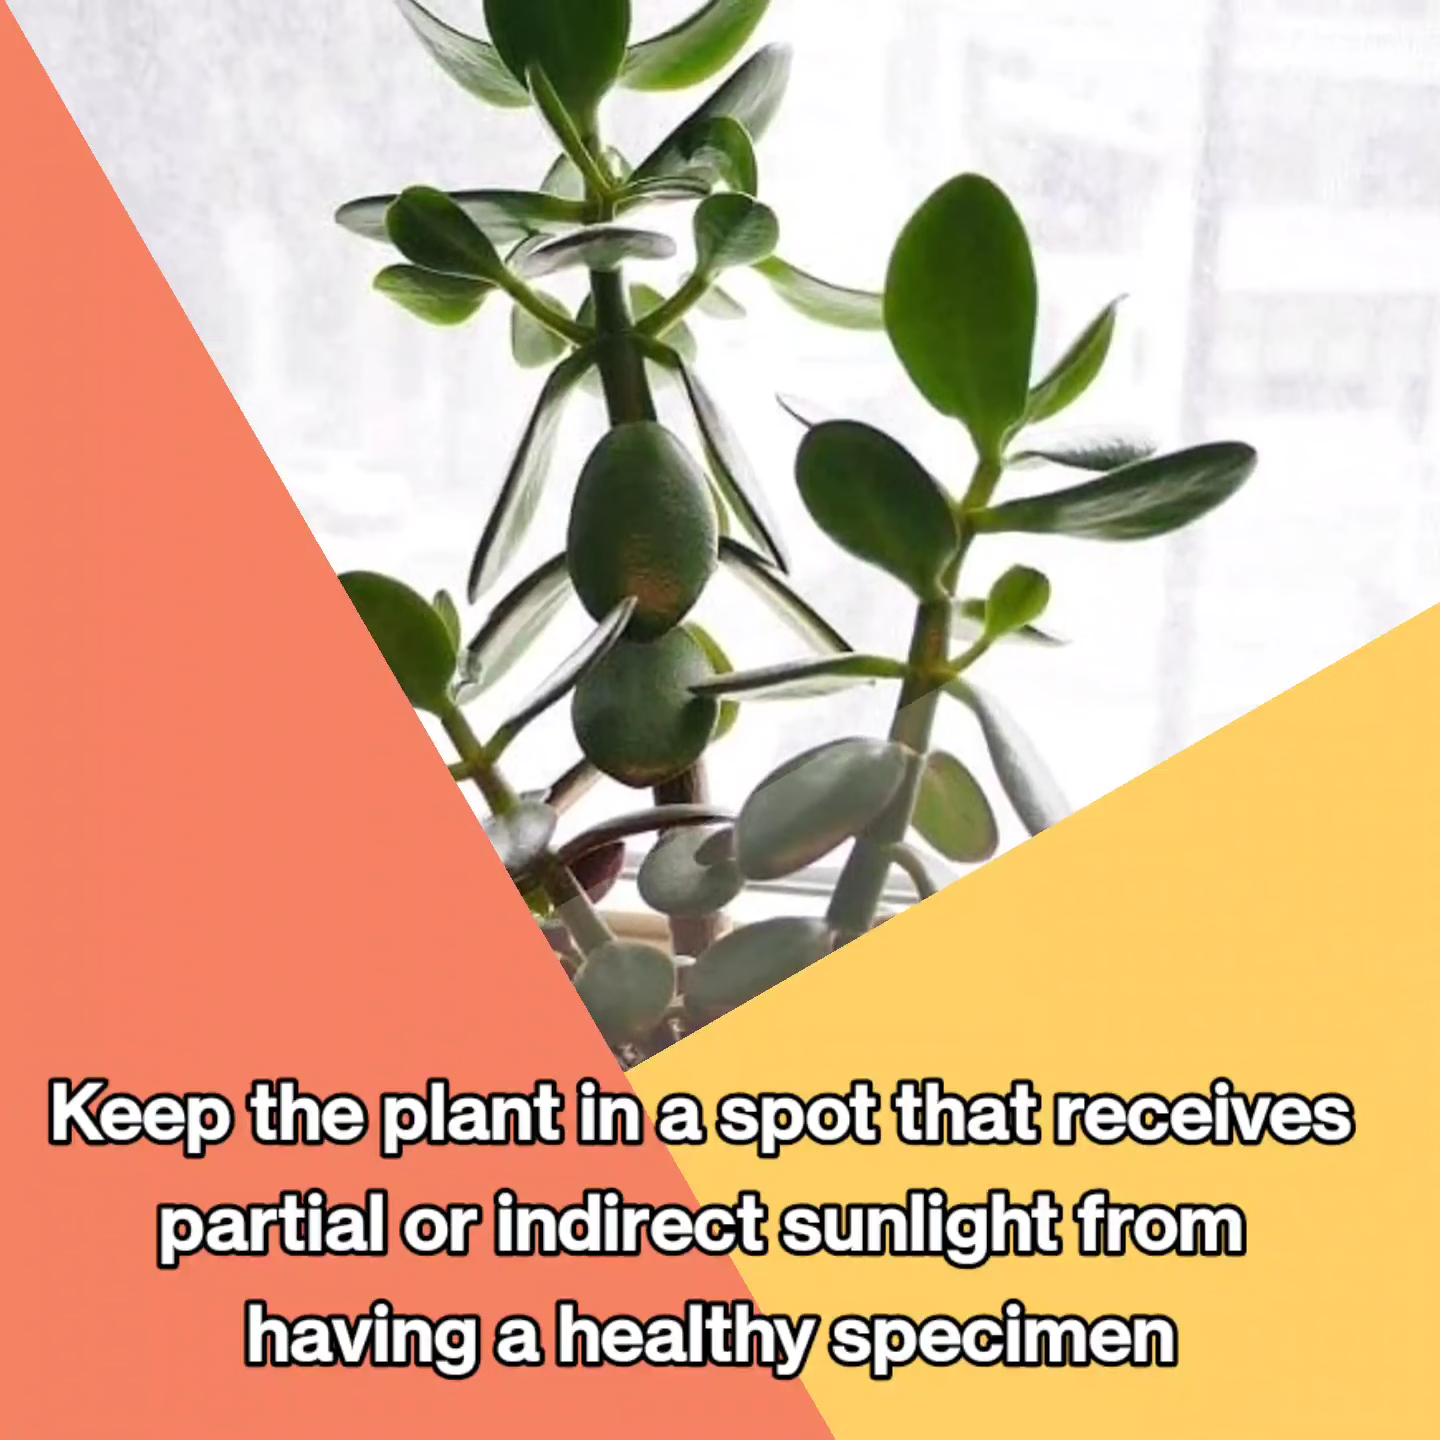 Keep the plant in a spot that receives
partial or indirect sunlight from
having a healthy specimen